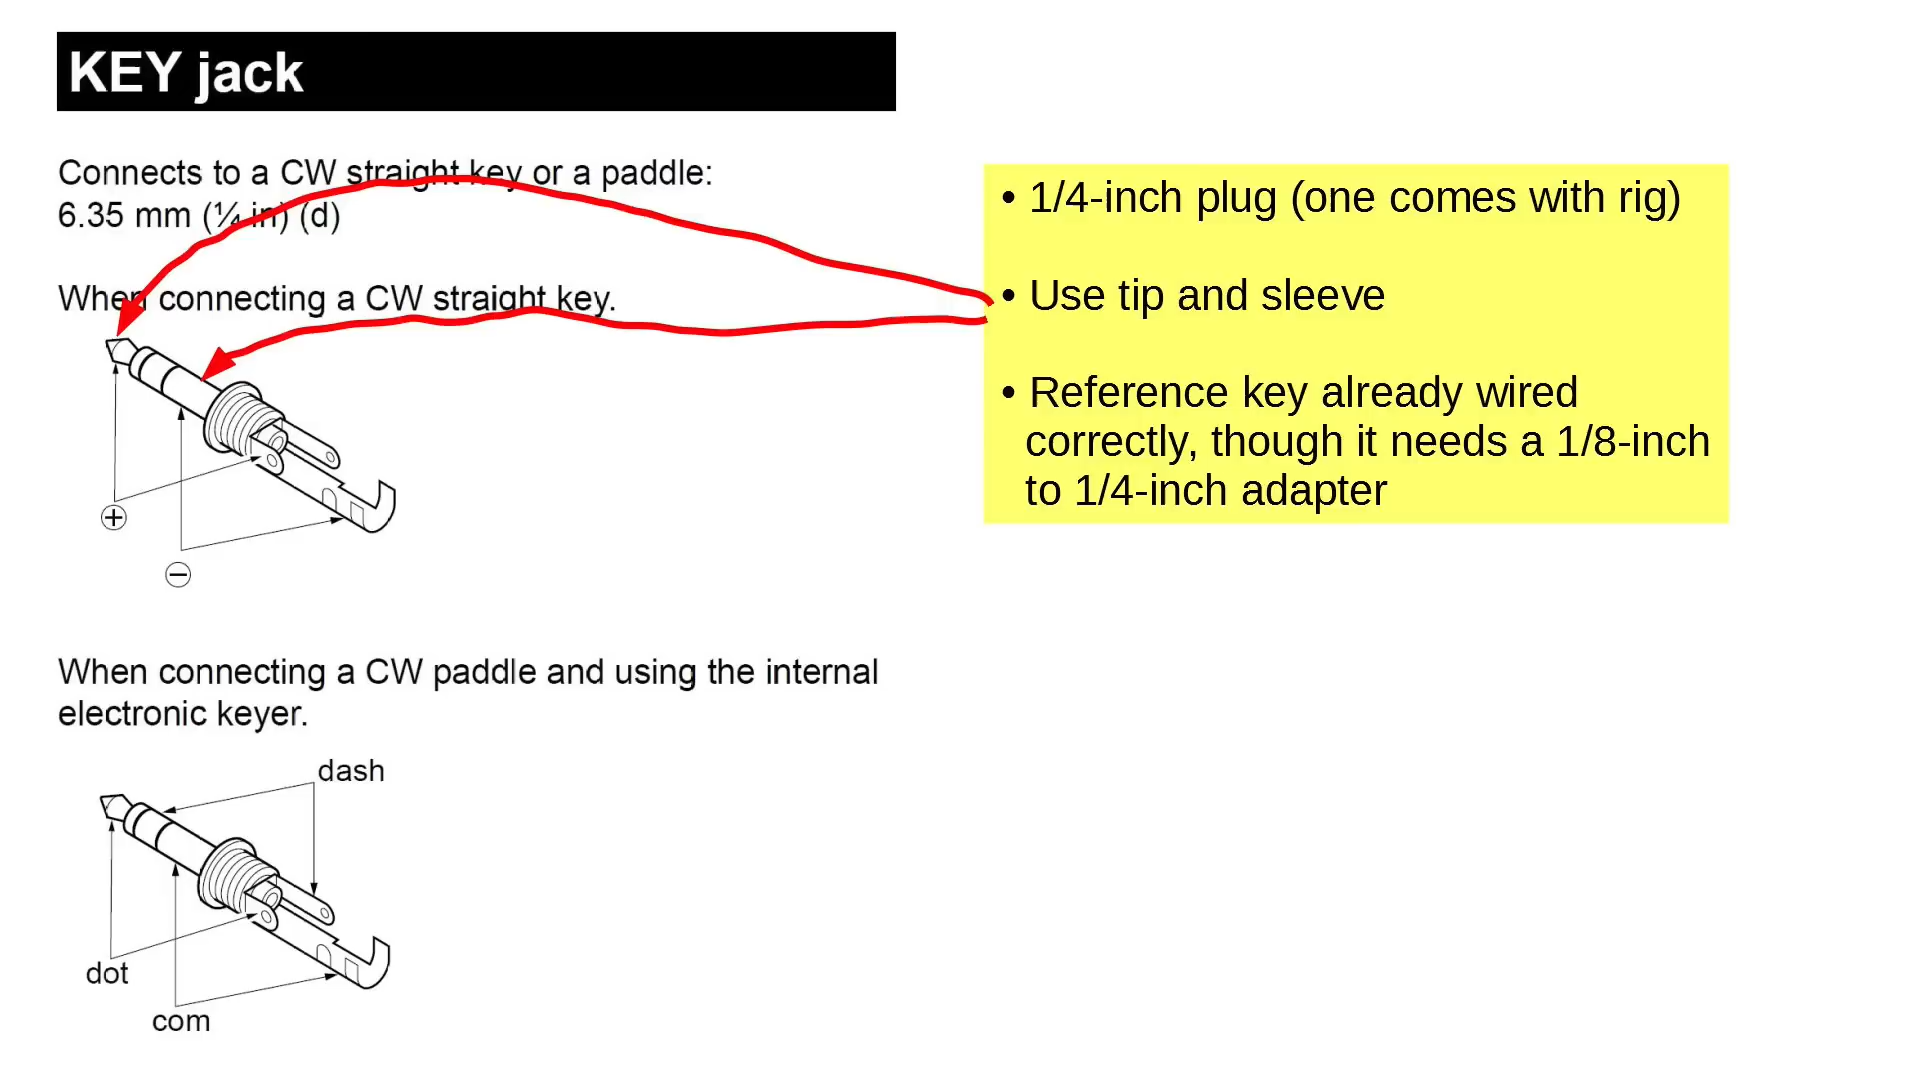 KEY jack
Connects to a CW straight key or a paddle:
6.35 mm (¼ in) (d)
When connecting a CW straight key.
+
−
• 1/4-inch plug (one comes with rig)
• Use tip and sleeve
• Reference key already wired
correctly, though it needs a 1/8-inch
to 1/4-inch adapter
When connecting a CW paddle and using the internal
electronic keyer.
dash
dot
com